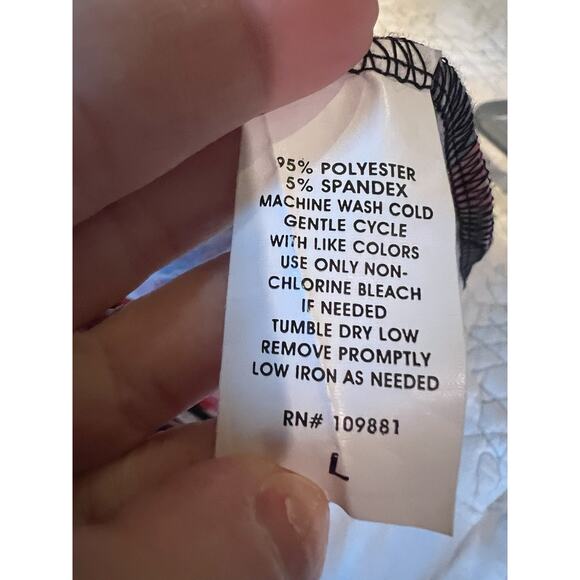 95% POLYESTER
5% SPANDEX
MACHINE WASH COLD
GENTLE CYCLE
WITH LIKE COLORS
USE ONLY NON-
CHLORINE BLEACH
IF NEEDED
TUMBLE DRY LOW
REMOVE PROMPTLY
LOW IRON AS NEEDED
RN# 109881
L